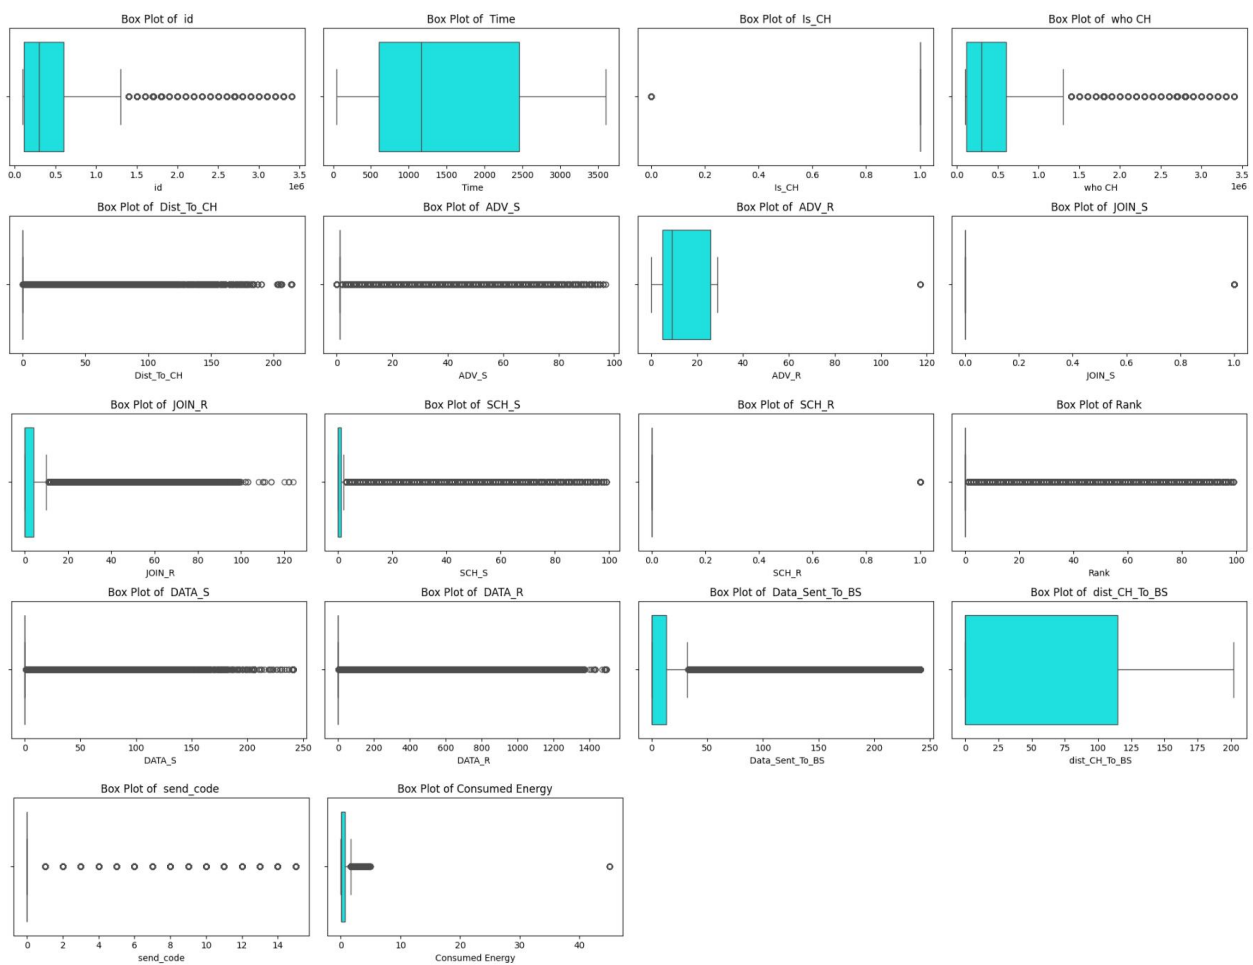 Box Plot of  id
Box Plot of  Time
Box Plot of  Is_CH
Box Plot of  who CH
0.0 0.5 1.0 1.5 2.0 2.5 3.0 3.5
1e6
id
0 500 1000 1500 2000 2500 3000 3500
Time
0.0 0.2 0.4 0.6 0.8 1.0
Is_CH
0.0 0.5 1.0 1.5 2.0 2.5 3.0 3.5
1e6
who CH
Box Plot of  Dist_To_CH
Box Plot of  ADV_S
Box Plot of  ADV_R
Box Plot of  JOIN_S
0 50 100 150 200
Dist_To_CH
0 20 40 60 80 100
ADV_S
0 20 40 60 80 100 120
ADV_R
0.0 0.2 0.4 0.6 0.8 1.0
JOIN_S
Box Plot of  JOIN_R
Box Plot of  SCH_S
Box Plot of  SCH_R
Box Plot of Rank
0 20 40 60 80 100 120
JOIN_R
0 20 40 60 80 100
SCH_S
0.0 0.2 0.4 0.6 0.8 1.0
SCH_R
0 20 40 60 80 100
Rank
Box Plot of  DATA_S
Box Plot of  DATA_R
Box Plot of  Data_Sent_To_BS
Box Plot of  dist_CH_To_BS
0 50 100 150 200 250
DATA_S
0 200 400 600 800 1000 1200 1400
DATA_R
0 50 100 150 200 250
Data_Sent_To_BS
0 25 50 75 100 125 150 175 200
dist_CH_To_BS
Box Plot of  send_code
Box Plot of Consumed Energy
0 2 4 6 8 10 12 14
send_code
0 10 20 30 40
Consumed Energy